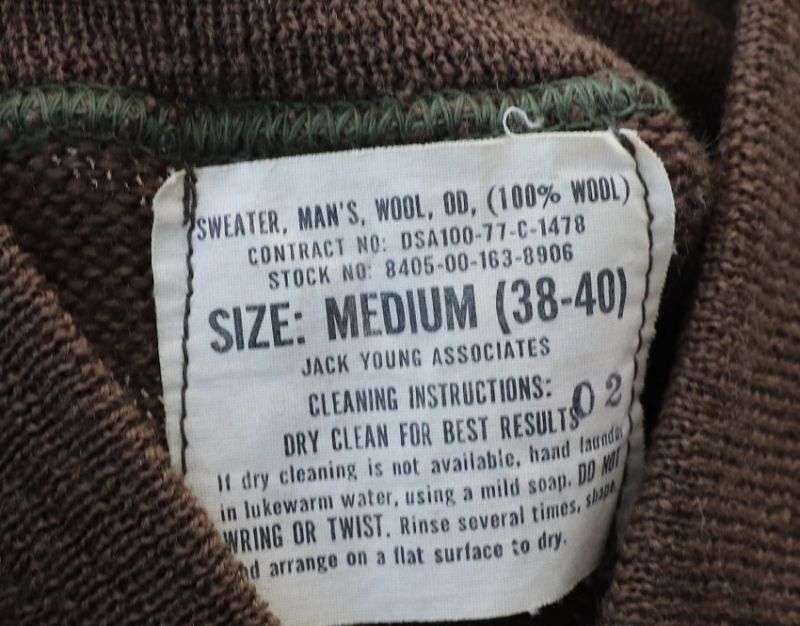 SWEATER, MAN'S, WOOL, OD, (100% WOOL)
CONTRACT NO: DSA100-77-C-1478
STOCK NO: 8405-00-163-8906
SIZE: MEDIUM (38-40)
JACK YOUNG ASSOCIATES
CLEANING INSTRUCTIONS:
02
DRY CLEAN FOR BEST RESULTS
If dry cleaning is not available, hand launder
in lukewarm water, using a mild soap. DO NOT
WRING OR TWIST. Rinse several times, shape,
and arrange on a flat surface to dry.